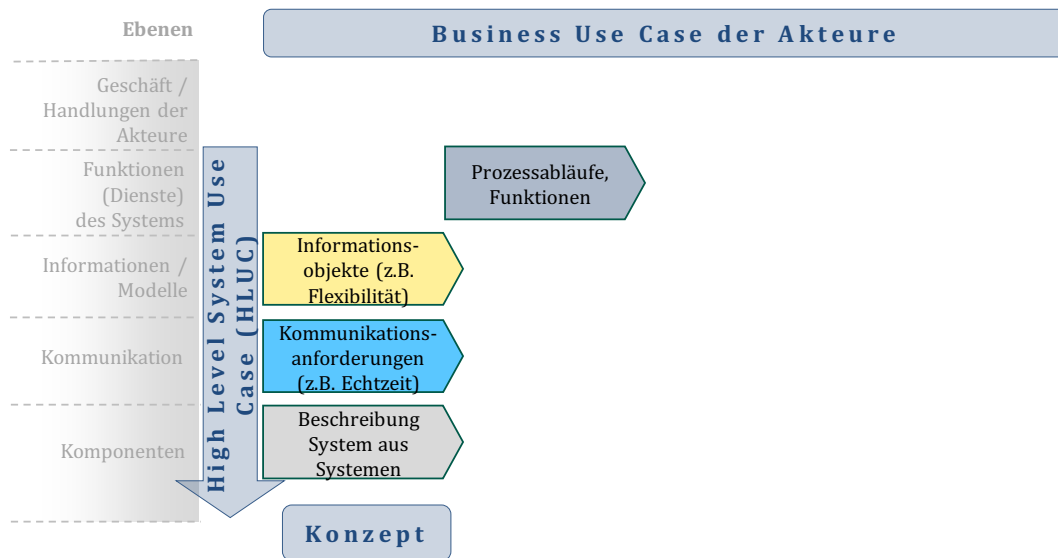 Ebenen
Business Use Case der Akteure
Geschäft /
Handlungen der
Akteure
Funktionen
(Dienste)
des Systems
Informationen /
Modelle
Kommunikation
Komponenten
High Level System Use
Case (HLUC)
Prozessabläufe,
Funktionen
Informations-
objekte (z.B.
Flexibilität)
Kommunikations-
anforderungen
(z.B. Echtzeit)
Beschreibung
System aus
Systemen
Konzept